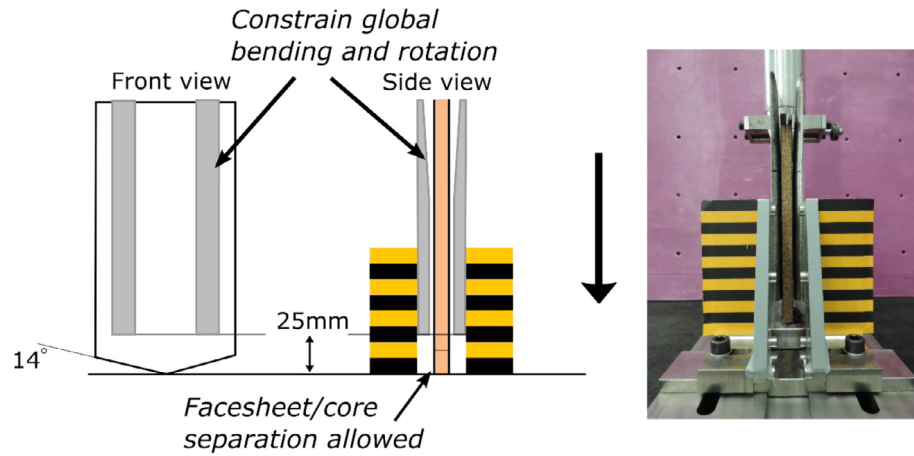 Constrain global
bending and rotation
Front view
Side view
25mm
14°
Facesheet/core
separation allowed